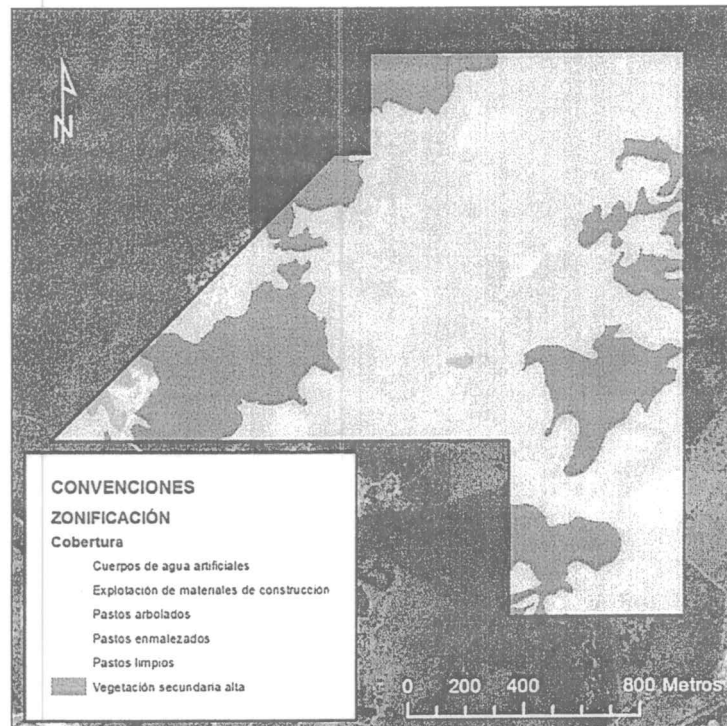 N
CONVENCIONES
ZONIFICACIÓN
Cobertura
Cuerpos de agua artificiales
Explotación de materiales de construcción
Pastos arbolados
Pastos enmalezados
Pastos limpios
Vegetación secundaria alta
0 200 400 800 Metros